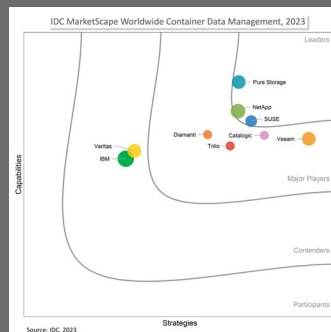 IDC MarketScape Worldwide Container Data Management, 2023
Leaders
Pure Storage
NetApp
SUSE
Diamanti
Catalogic
Veeam
Trilio
Veritas
IBM
Major Players
Contenders
Participants
Capabilities
Strategies
Source: IDC, 2023